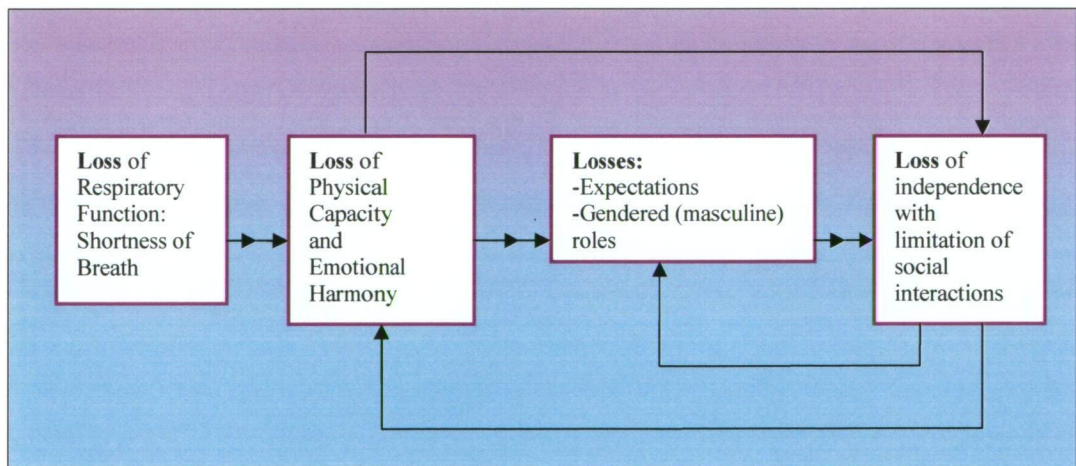 Loss of
Respiratory
Function:
Shortness of
Breath
Loss of
Physical
Capacity
and
Emotional
Harmony
Losses:
-Expectations
-Gendered (masculine)
roles
Loss of
independence
with
limitation of
social
interactions